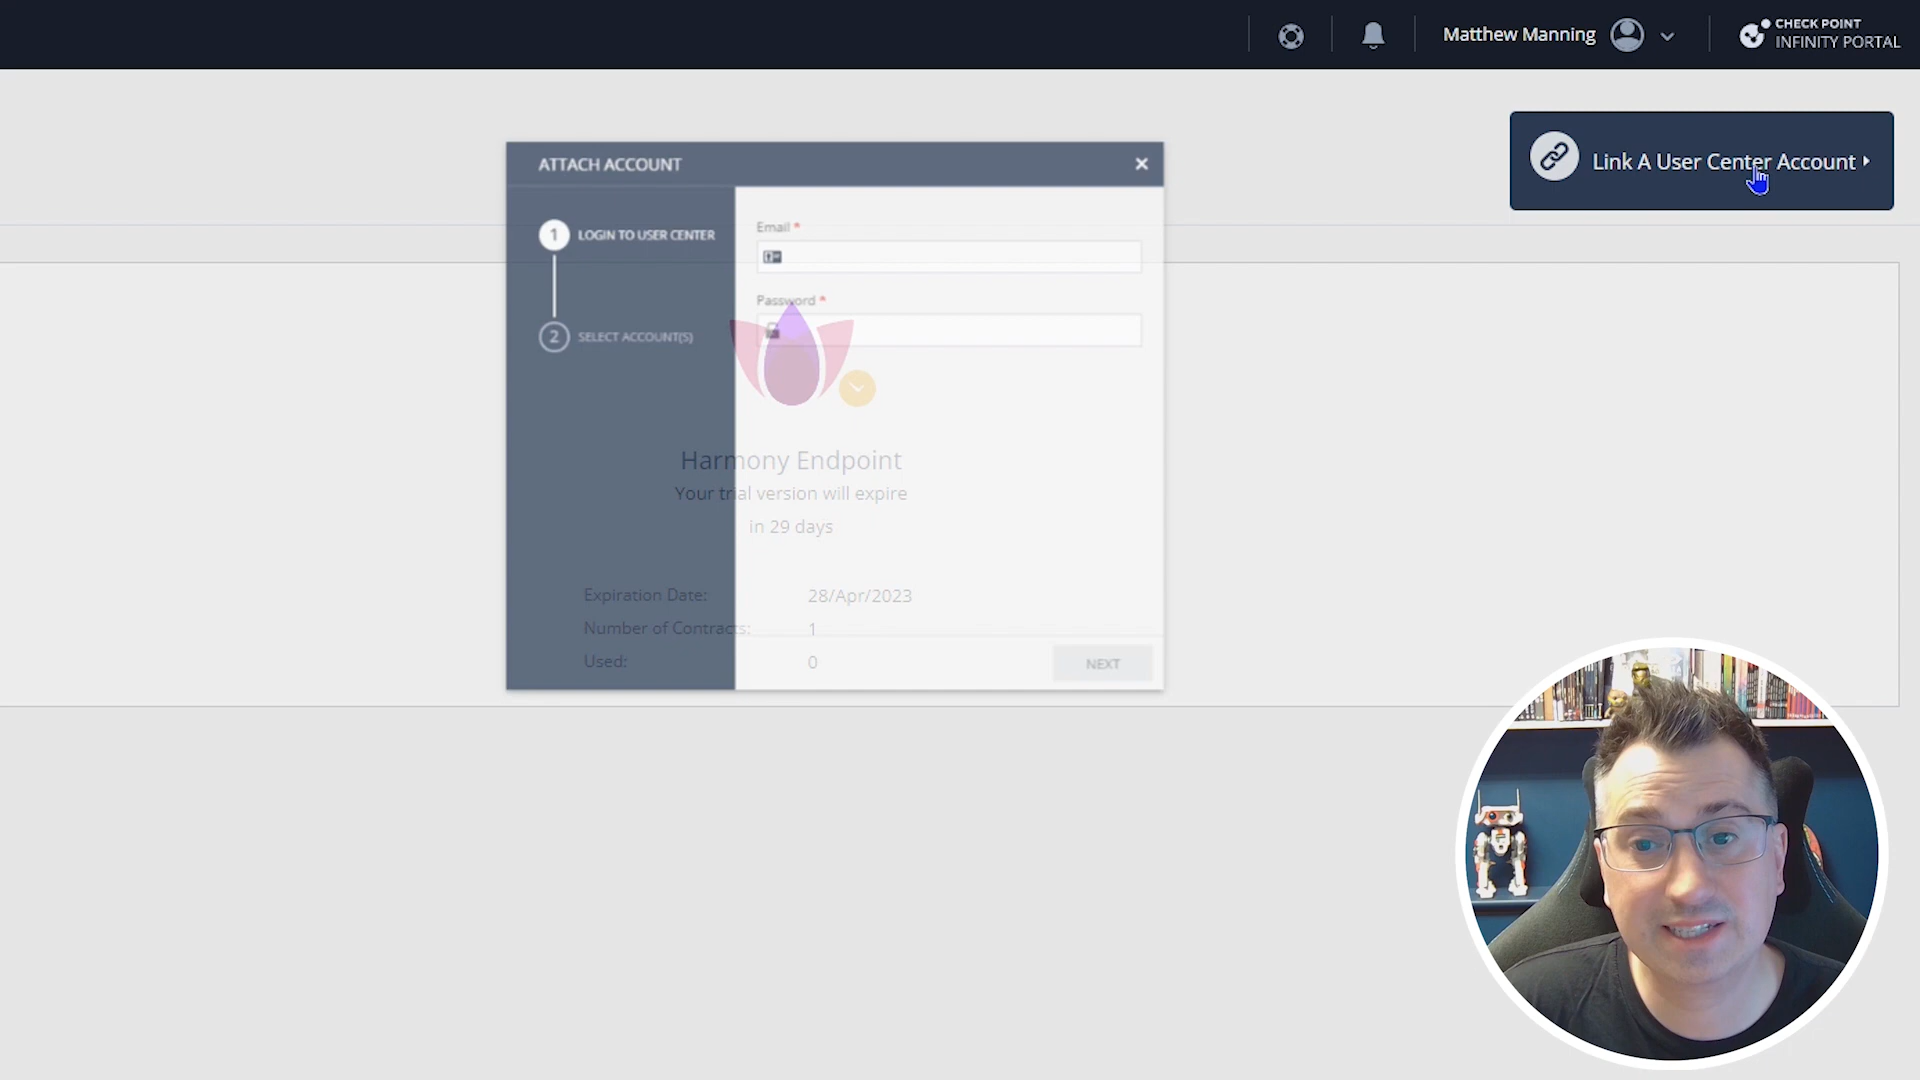 Matthew Manning
CHECK POINT
INFINITY PORTAL
Link A User Center Account
ATTACH ACCOUNT
1 LOGIN TO USER CENTER
2 SELECT ACCOUNT(S)
Email *
Password *
Harmony Endpoint
Your trial version will expire
in 29 days
Expiration Date: 28/Apr/2023
Number of Contracts: 1
Used: 0
NEXT